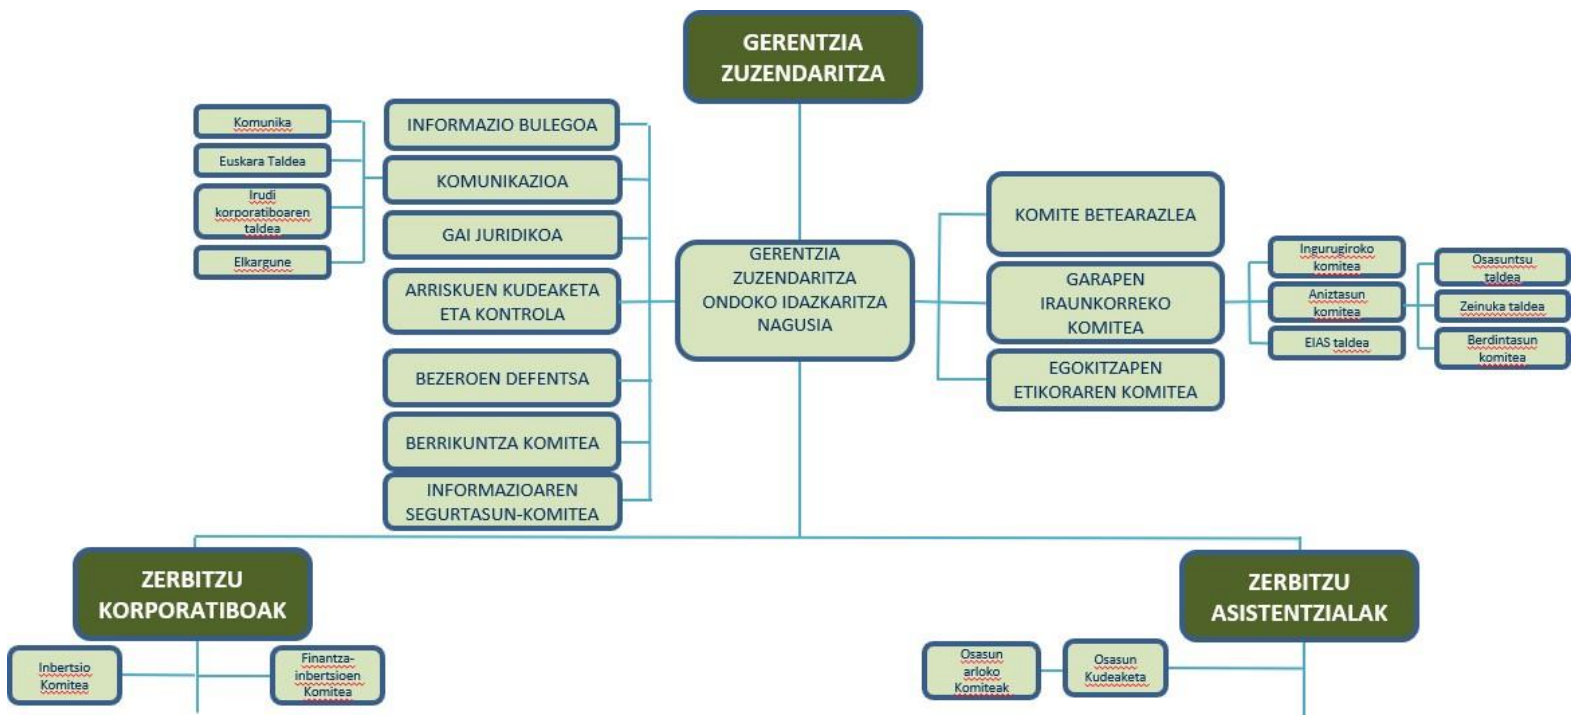 GERENTZIA
ZUZENDARITZA
Komunika
Euskara Taldea
Irudi
korporatiboaren
taldea
Elkargune
INFORMAZIO BULEGOA
KOMUNIKAZIOA
GAI JURIDIKOA
ARRISKUEN KUDEAKETA
ETA KONTROLA
BEZEROEN DEFENTSA
BERRIKUNTZA KOMITEA
INFORMAZIOAREN
SEGURTASUN-KOMITEA
GERENTZIA
ZUZENDARITZA
ONDOKO IDAZKARITZA
NAGUSIA
KOMITE BETEARAZLEA
GARAPEN
IRAUNKORREKO
KOMITEA
EGOKITZAPEN
ETIKORAREN KOMITEA
Ingurugiroko
komitea
Aniztasun
komitea
EIAS taldea
Osasuntsu
taldea
Zeinuka taldea
Berdintasun
komitea
ZERBITZU
KORPORATIBOAK
Inbertsio
Komitea
Finantza-
inbertsioen
Komitea
ZERBITZU
ASISTENTZIALAK
Osasun
arloko
Komiteak
Osasun
Kudeaketa